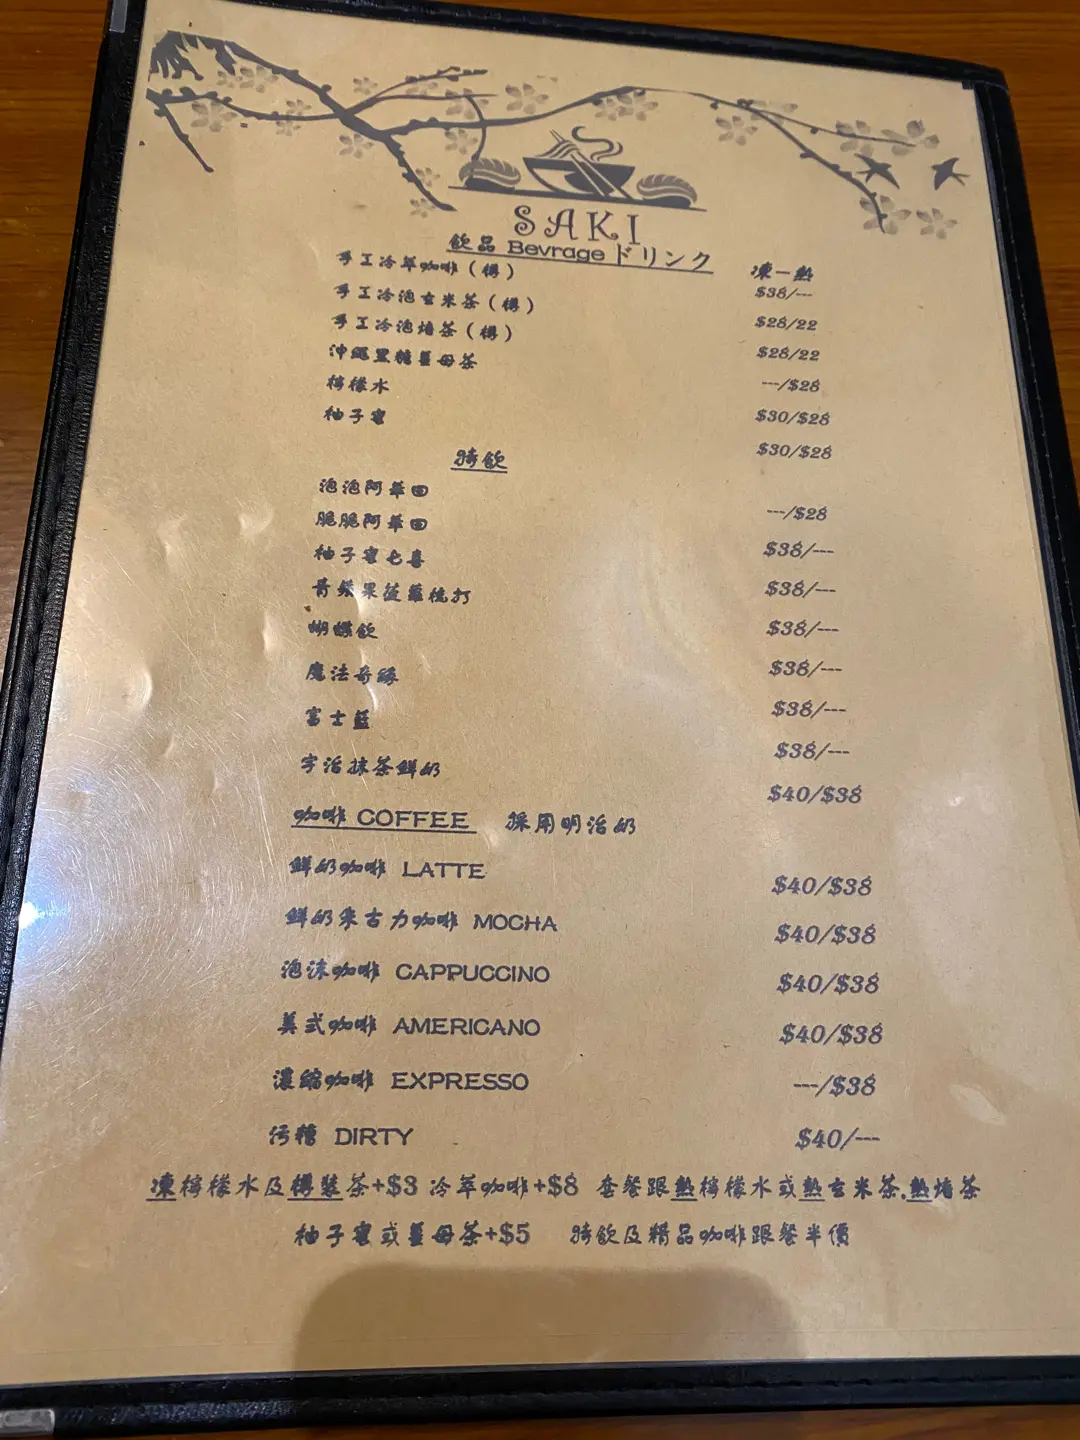 SAKI
飲品 Bevrage ドリンク
凍-熱
手工冷萃咖啡(樽) $38/---
手工冷泡玄米茶(樽) $28/22
手工冷泡焙茶(樽) $28/22
沖繩黑糖薑母茶 ---/$28
檸檬水 $30/$28
柚子蜜 $30/$28
特飲
泡泡阿華田 ---/$28
脆脆阿華田 $38/---
柚子蜜七喜 $38/---
青蘋果菠蘿梳打 $38/---
蝴蝶飲 $38/---
魔法奇緣 $38/---
富士藍 $38/---
宇治抹茶鮮奶 $40/$38
咖啡 COFFEE 採用明治奶
鮮奶咖啡 LATTE $40/$38
鮮奶朱古力咖啡 MOCHA $40/$38
泡沫咖啡 CAPPUCCINO $40/$38
美式咖啡 AMERICANO $40/$38
濃縮咖啡 EXPRESSO ---/$38
污糟 DIRTY $40/---
凍檸檬水及樽裝茶+$3 冷萃咖啡+$8 套餐跟熱檸檬水或熱玄米茶,熱焙茶
柚子蜜或薑母茶+$5 特飲及精品咖啡跟餐半價